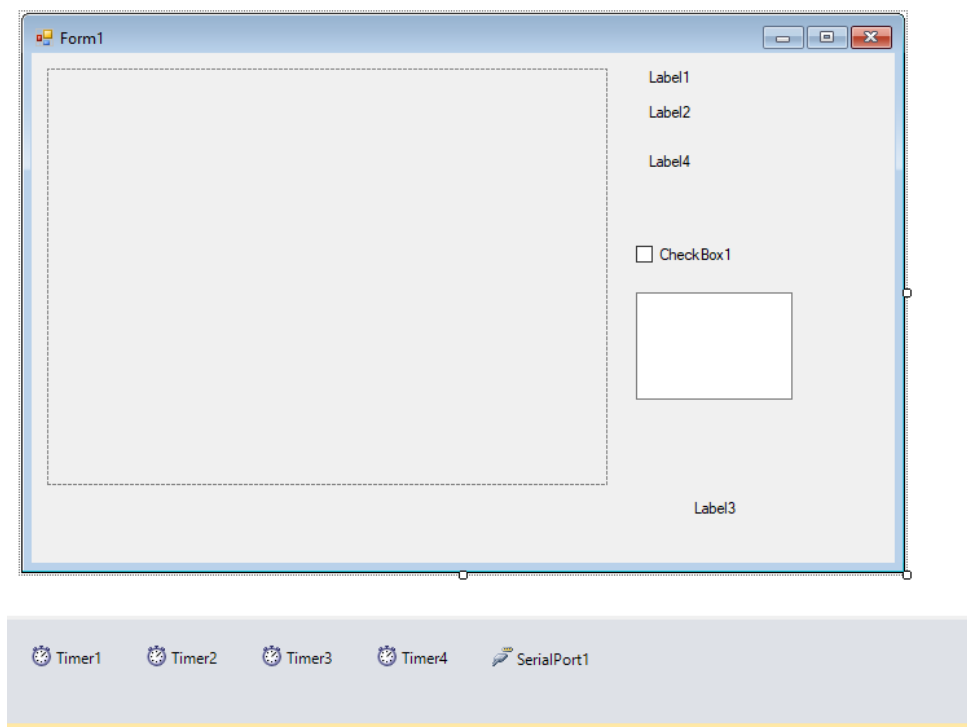 Form1
Label1
Label2
Label4
CheckBox1
Label3
Timer1 Timer2 Timer3 Timer4 SerialPort1